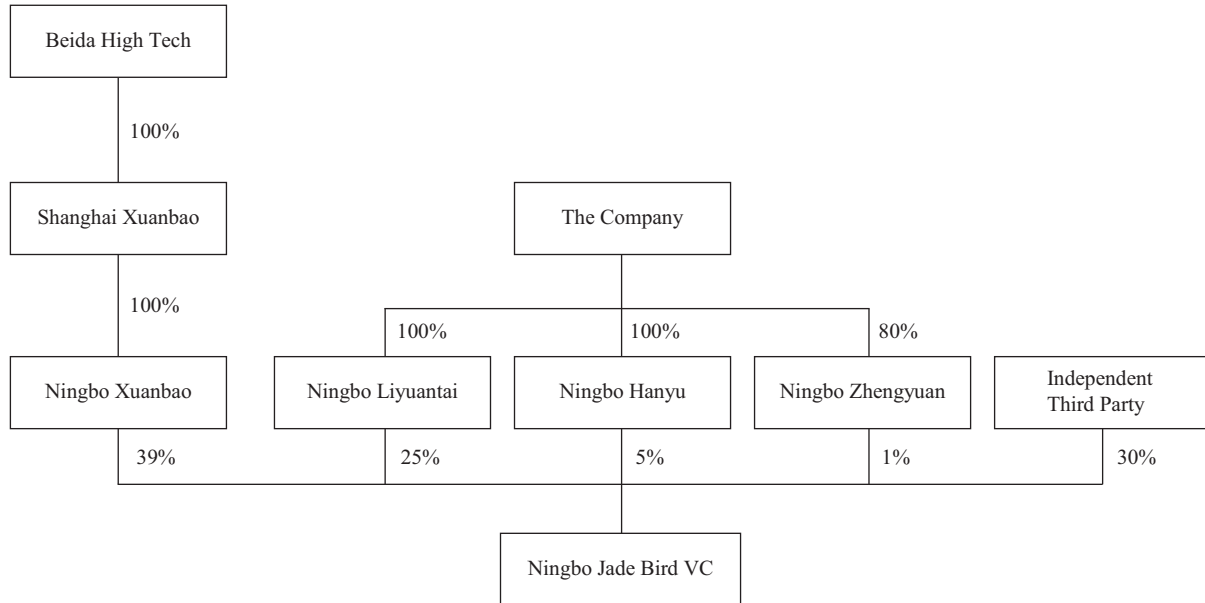 Beida High Tech
100%
Shanghai Xuanbao
The Company
100%
100%
100%
80%
Ningbo Xuanbao
Ningbo Liyuantai
Ningbo Hanyu
Ningbo Zhengyuan
Independent
Third Party
39%
25%
5%
1%
30%
Ningbo Jade Bird VC